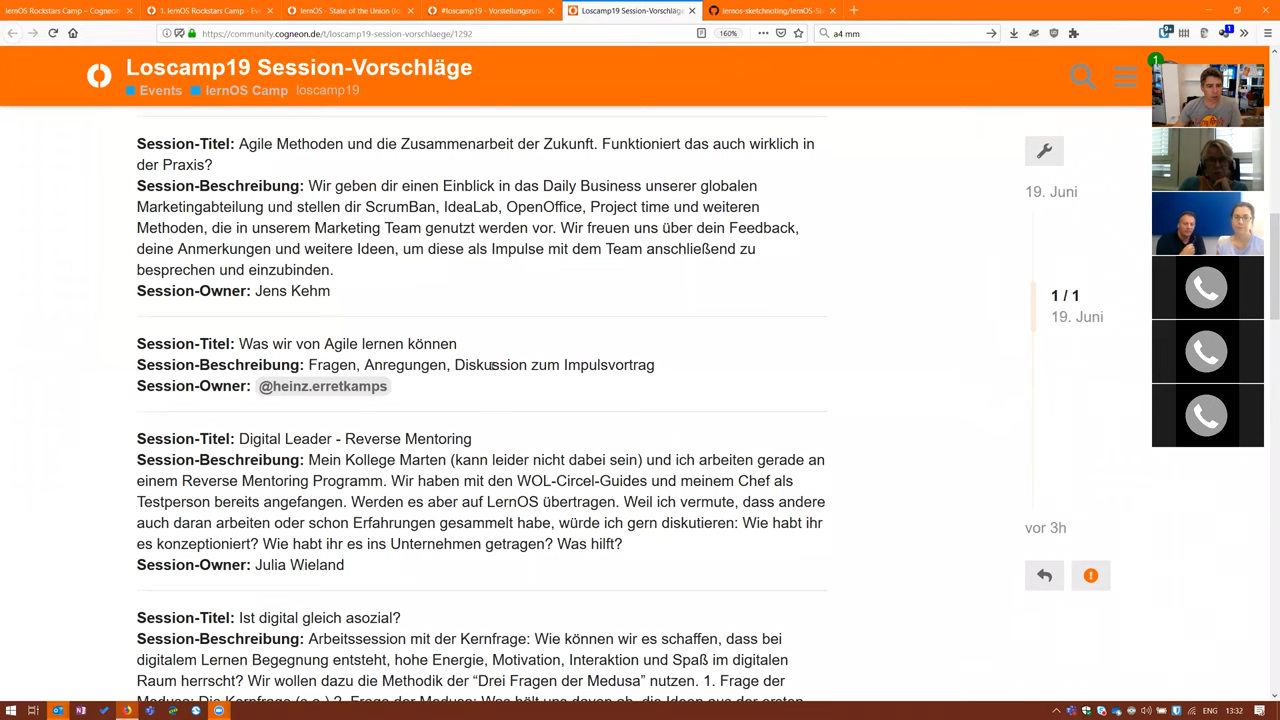 lernOS Rockstars Camp – Cogneon
1. lernOS Rockstars Camp - Eve
lernOS - State of the Union (lo
#loscamp19 - Vorstellungsrun
Loscamp19 Session-Vorschläge
lernos-sketchnoting/lernOS-Sk
https://community.cogneon.de/t/loscamp19-session-vorschlaege/1292
160%
a4 mm
Loscamp19 Session-Vorschläge
Events lernOS Camp loscamp19
Session-Titel: Agile Methoden und die Zusammenarbeit der Zukunft. Funktioniert das auch wirklich in
der Praxis?
Session-Beschreibung: Wir geben dir einen Einblick in das Daily Business unserer globalen
Marketingabteilung und stellen dir ScrumBan, IdeaLab, OpenOffice, Project time und weiteren
Methoden, die in unserem Marketing Team genutzt werden vor. Wir freuen uns über dein Feedback,
deine Anmerkungen und weitere Ideen, um diese als Impulse mit dem Team anschließend zu
besprechen und einzubinden.
Session-Owner: Jens Kehm
Session-Titel: Was wir von Agile lernen können
Session-Beschreibung: Fragen, Anregungen, Diskussion zum Impulsvortrag
Session-Owner: @heinz.erretkamps
Session-Titel: Digital Leader - Reverse Mentoring
Session-Beschreibung: Mein Kollege Marten (kann leider nicht dabei sein) und ich arbeiten gerade an
einem Reverse Mentoring Programm. Wir haben mit den WOL-Circel-Guides und meinem Chef als
Testperson bereits angefangen. Werden es aber auf LernOS übertragen. Weil ich vermute, dass andere
auch daran arbeiten oder schon Erfahrungen gesammelt habe, würde ich gern diskutieren: Wie habt ihr
es konzeptioniert? Wie habt ihr es ins Unternehmen getragen? Was hilft?
Session-Owner: Julia Wieland
Session-Titel: Ist digital gleich asozial?
Session-Beschreibung: Arbeitssession mit der Kernfrage: Wie können wir es schaffen, dass bei
digitalem Lernen Begegnung entsteht, hohe Energie, Motivation, Interaktion und Spaß im digitalen
Raum herrscht? Wir wollen dazu die Methodik der “Drei Fragen der Medusa” nutzen. 1. Frage der
19. Juni
1 / 1
19. Juni
vor 3h
1
ENG
13:32